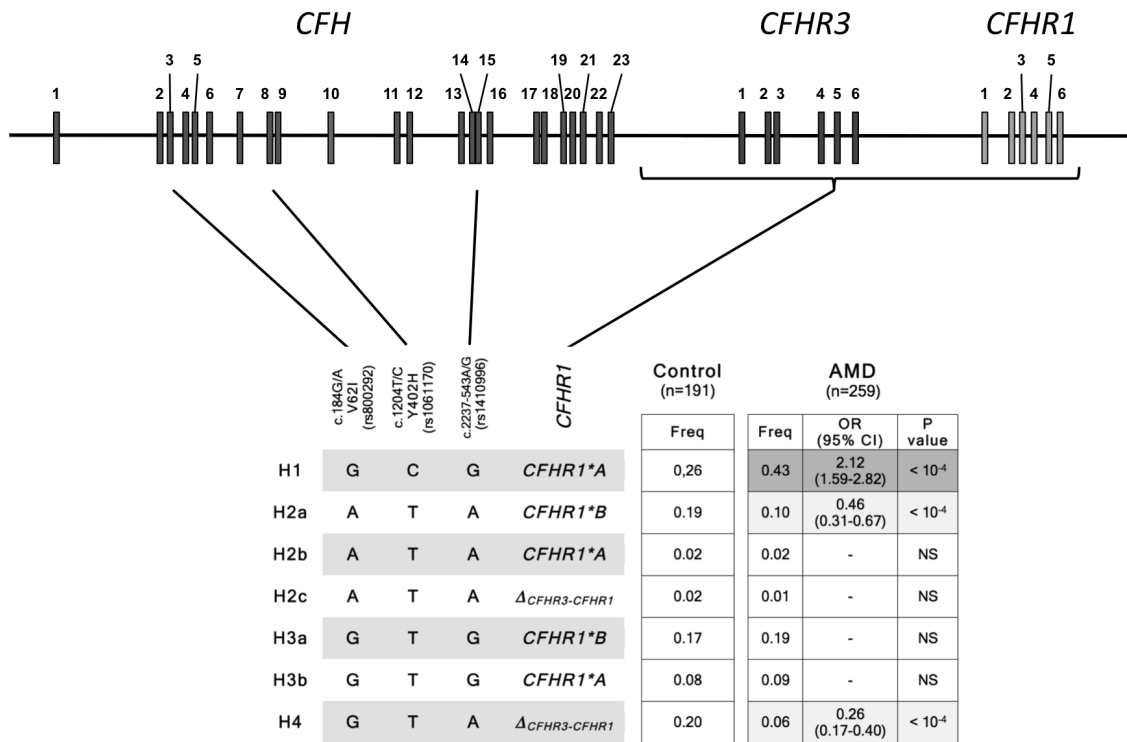 CFH CFHR3 CFHR1
3 5 14 15 19 21 23 3 5
1 2 4 6 7 8 9 10 11 12 13 16 17 18 20 22 1 2 3 4 5 6 1 2 4 6
c.184G/A
V62I
(rs800292)
c.1204T/C
Y402H
(rs1061170)
c.2237-543A/G
(rs1410996)
CFHR1
Control
(n=191)
AMD
(n=259)
Freq Freq OR (95% CI) P value
H1 G C G CFHR1*A 0,26 0.43 2.12 (1.59-2.82) < 10-4
H2a A T A CFHR1*B 0.19 0.10 0.46 (0.31-0.67) < 10-4
H2b A T A CFHR1*A 0.02 0.02 - NS
H2c A T A ΔCFHR3-CFHR1 0.02 0.01 - NS
H3a G T G CFHR1*B 0.17 0.19 - NS
H3b G T G CFHR1*A 0.08 0.09 - NS
H4 G T A ΔCFHR3-CFHR1 0.20 0.06 0.26 (0.17-0.40) < 10-4